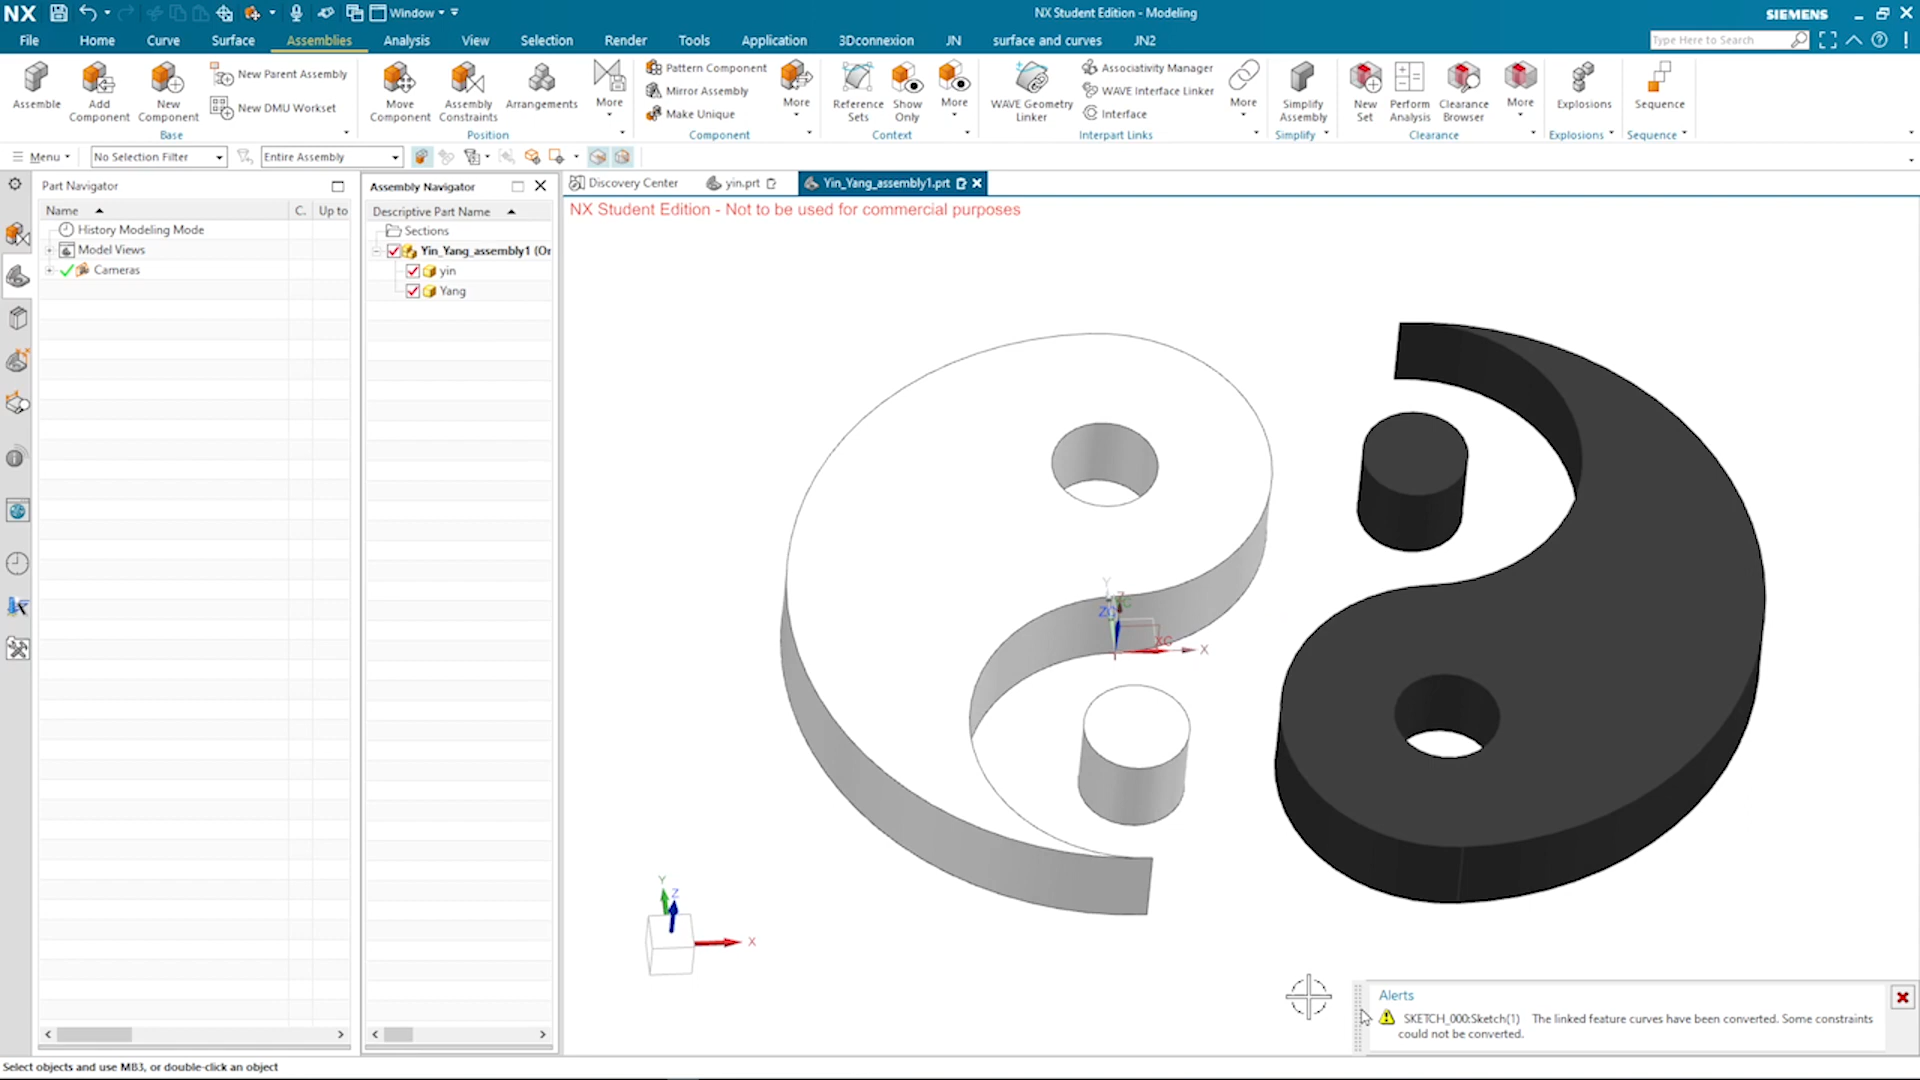 NX Window NX Student Edition - Modeling SIEMENS
File Home Curve Surface Assemblies Analysis View Selection Render Tools Application 3Dconnexion JN surface and curves JN2 Type Here to Search
Assemble
Add Component
New Component
New Parent Assembly
New DMU Workset
Base
Move Component
Assembly Constraints
Arrangements
More
Position
Pattern Component
Mirror Assembly
Make Unique
More
Component
Reference Sets
Show Only
More
Context
WAVE Geometry Linker
Associativity Manager
WAVE Interface Linker
Interface
More
Interpart Links
Simplify Assembly
Simplify
New Set
Perform Analysis
Clearance Browser
More
Clearance
Explosions
Explosions
Sequence
Sequence
Menu No Selection Filter Entire Assembly
Part Navigator
Name C. Up to
History Modeling Mode
Model Views
Cameras
Assembly Navigator
Descriptive Part Name
Sections
Yin_Yang_assembly1 (Or
yin
Yang
Discovery Center yin.prt Yin_Yang_assembly1.prt
NX Student Edition - Not to be used for commercial purposes
Y
ZC
XC
X
Y
Z
X
Alerts
SKETCH_000:Sketch(1) The linked feature curves have been converted. Some constraints
could not be converted.
Select objects and use MB3, or double-click an object